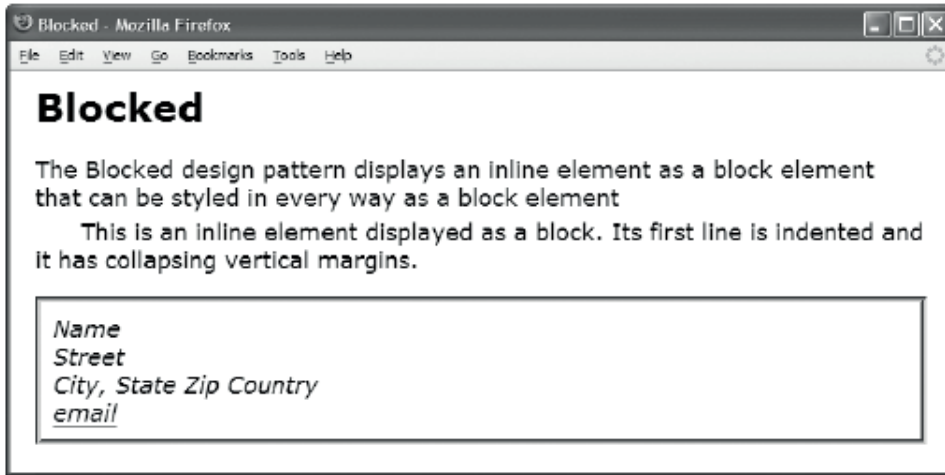 Blocked - Mozilla Firefox
File Edit View Go Bookmarks Tools Help
Blocked
The Blocked design pattern displays an inline element as a block element
that can be styled in every way as a block element
This is an inline element displayed as a block. Its first line is indented and
it has collapsing vertical margins.
Name
Street
City, State Zip Country
email